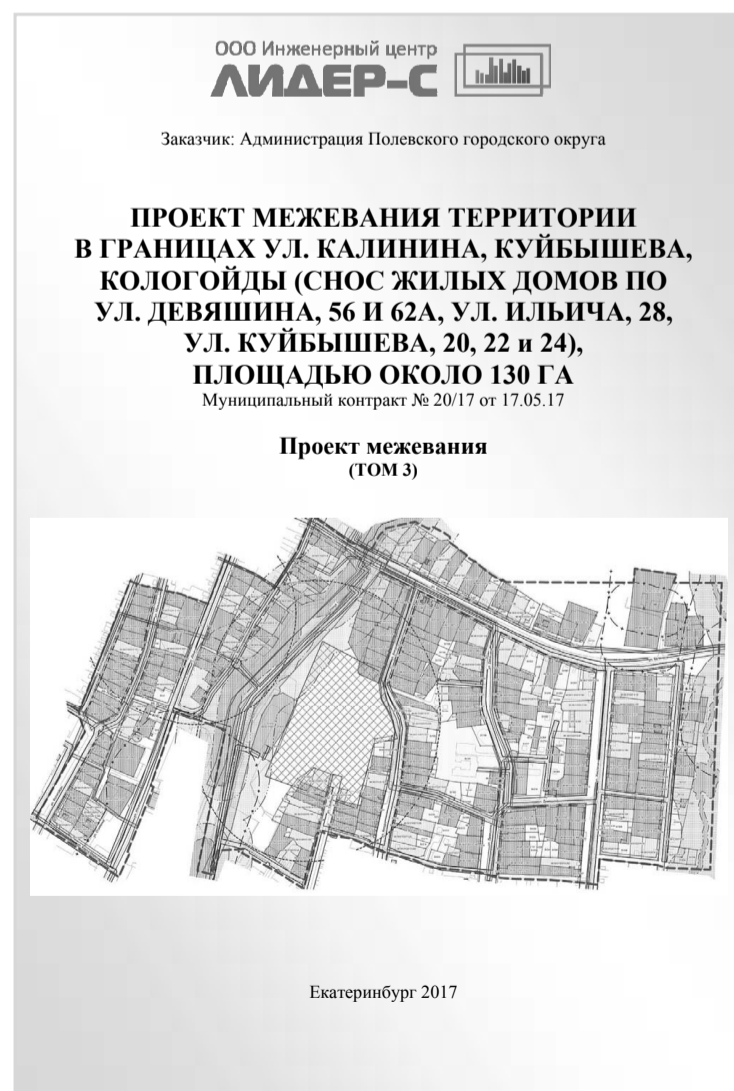 ООО Инженерный центр
ЛИДЕР-С
Заказчик: Администрация Полевского городского округа
ПРОЕКТ МЕЖЕВАНИЯ ТЕРРИТОРИИ
В ГРАНИЦАХ УЛ. КАЛИНИНА, КУЙБЫШЕВА,
КОЛОГОЙДЫ (СНОС ЖИЛЫХ ДОМОВ ПО
УЛ. ДЕВЯШИНА, 56 И 62А, УЛ. ИЛЬИЧА, 28,
УЛ. КУЙБЫШЕВА, 20, 22 и 24),
ПЛОЩАДЬЮ ОКОЛО 130 ГА
Муниципальный контракт № 20/17 от 17.05.17
Проект межевания
(ТОМ 3)
Екатеринбург 2017